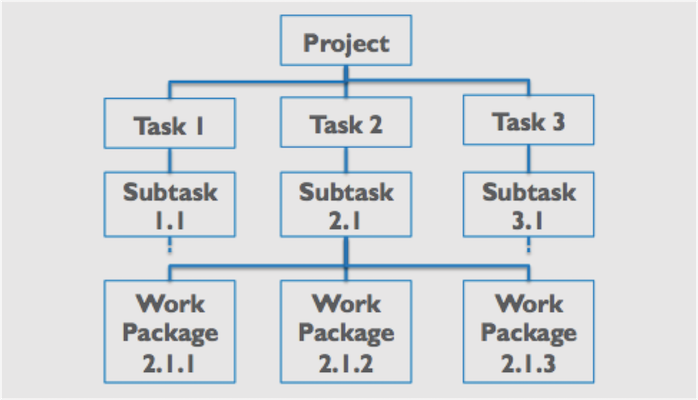 Project
Task 1
Task 2
Task 3
Subtask
1.1
Subtask
2.1
Subtask
3.1
Work
Package
2.1.1
Work
Package
2.1.2
Work
Package
2.1.3